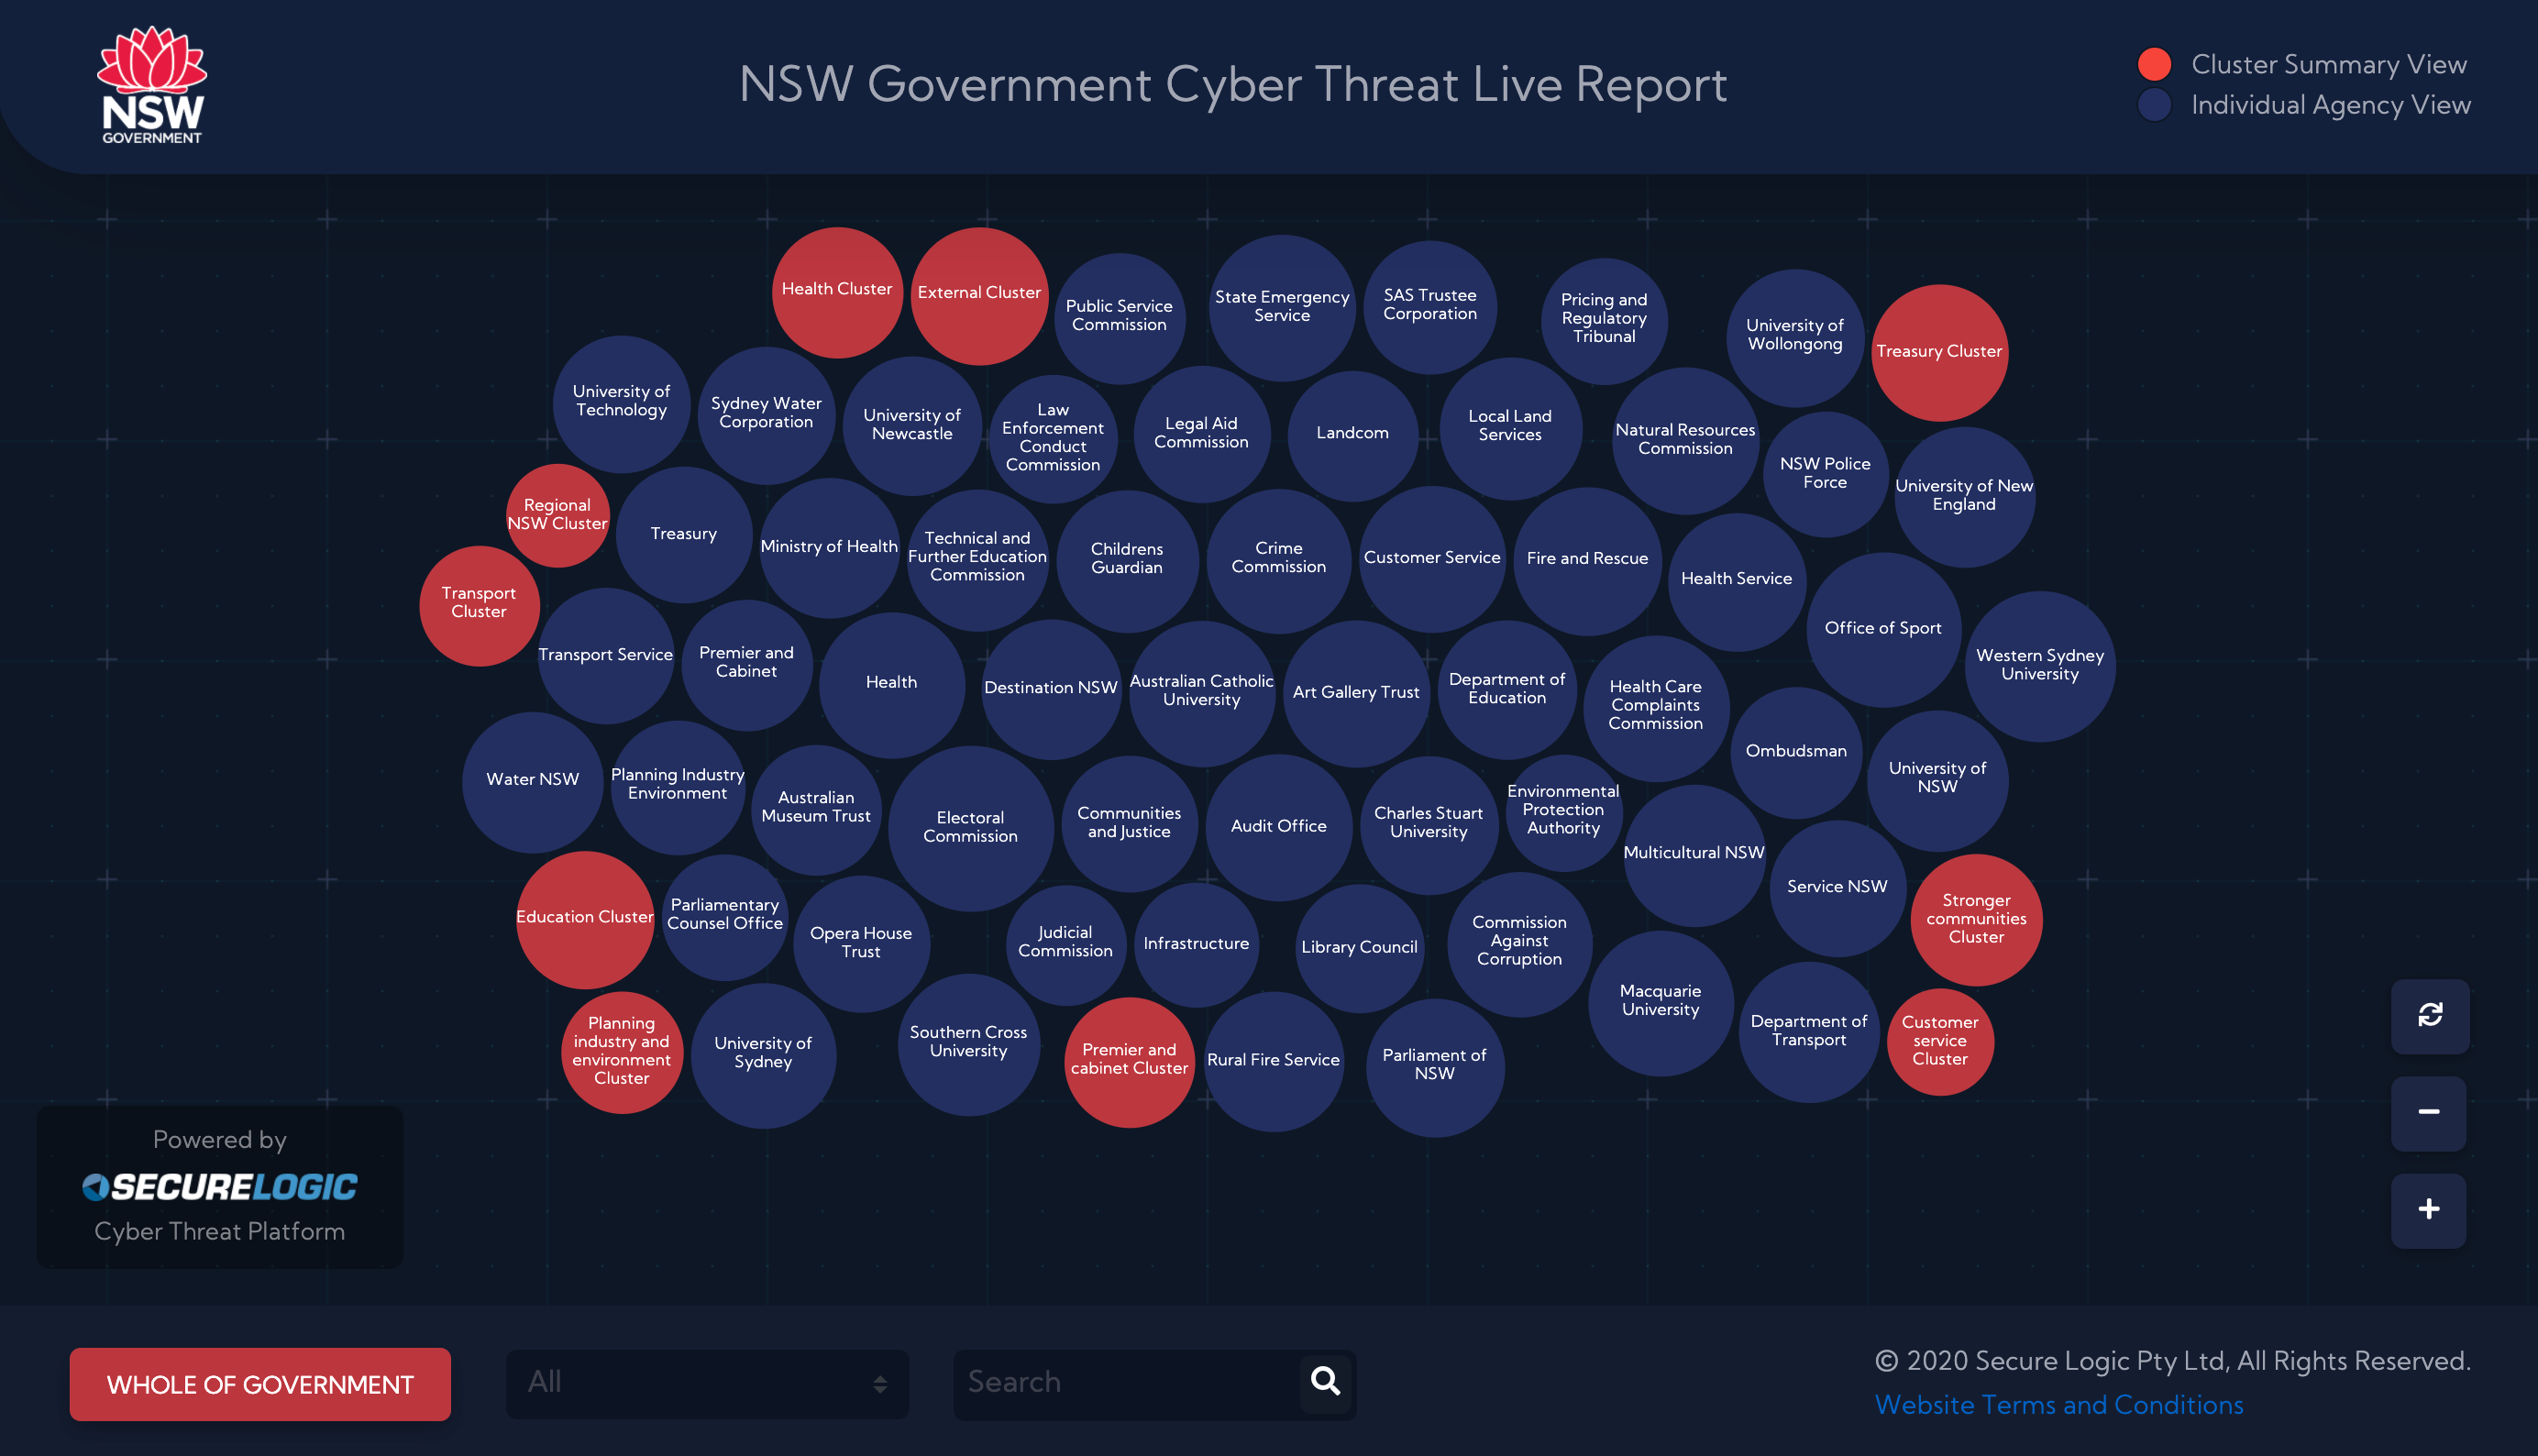 NSW
GOVERNMENT
NSW Government Cyber Threat Live Report
Cluster Summary View
Individual Agency View
Health Cluster
External Cluster
Public Service
Commission
State Emergency
Service
SAS Trustee
Corporation
Pricing and
Regulatory
Tribunal
University of
Wollongong
Treasury Cluster
University of
Technology
Sydney Water
Corporation
University of
Newcastle
Law
Enforcement
Conduct
Commission
Legal Aid
Commission
Landcom
Local Land
Services
Natural Resources
Commission
NSW Police
Force
University of New
England
Regional
NSW Cluster
Treasury
Ministry of Health
Technical and
Further Education
Commission
Childrens
Guardian
Crime
Commission
Customer Service
Fire and Rescue
Health Service
Office of Sport
Western Sydney
University
Transport
Cluster
Transport Service
Premier and
Cabinet
Health
Destination NSW
Australian Catholic
University
Art Gallery Trust
Department of
Education
Health Care
Complaints
Commission
Ombudsman
University of
NSW
Water NSW
Planning Industry
Environment
Australian
Museum Trust
Electoral
Commission
Communities
and Justice
Audit Office
Charles Stuart
University
Environmental
Protection
Authority
Multicultural NSW
Service NSW
Stronger
communities
Cluster
Education Cluster
Parliamentary
Counsel Office
Opera House
Trust
Judicial
Commission
Infrastructure
Library Council
Commission
Against
Corruption
Macquarie
University
Department of
Transport
Customer
service
Cluster
Planning
industry and
environment
Cluster
University of
Sydney
Southern Cross
University
Premier and
cabinet Cluster
Rural Fire Service
Parliament of
NSW
Powered by
SECURELOGIC
Cyber Threat Platform
WHOLE OF GOVERNMENT
All
Search
© 2020 Secure Logic Pty Ltd, All Rights Reserved.
Website Terms and Conditions